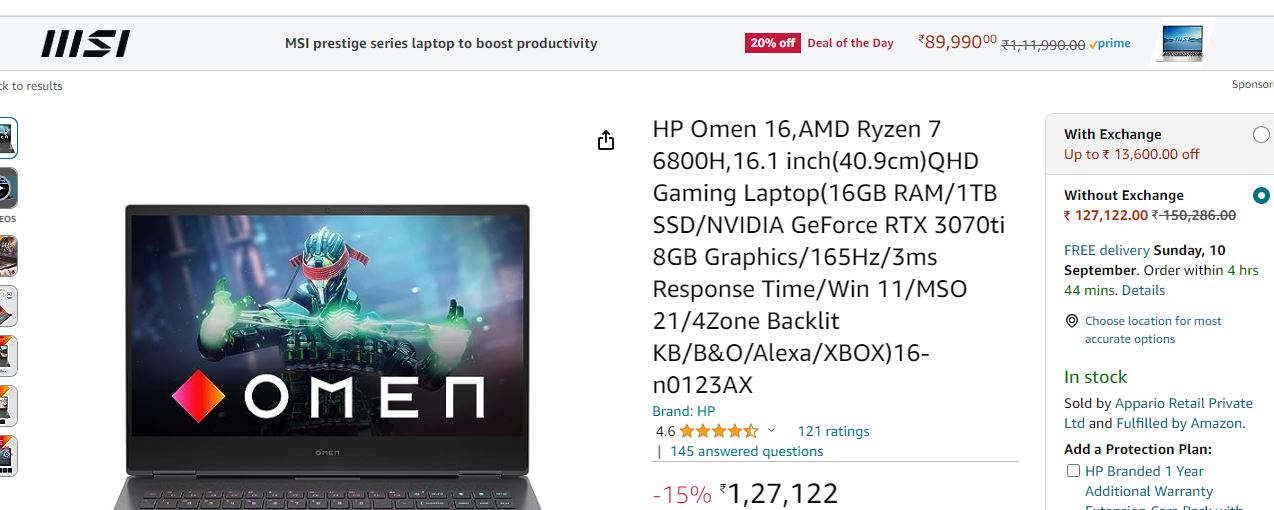 msi
MSI prestige series laptop to boost productivity
20% off Deal of the Day ₹89,990⁰⁰ ₹1,11,990.00 prime
ck to results
Sponsor
HP Omen 16,AMD Ryzen 7
6800H,16.1 inch(40.9cm)QHD
Gaming Laptop(16GB RAM/1TB
SSD/NVIDIA GeForce RTX 3070ti
8GB Graphics/165Hz/3ms
Response Time/Win 11/MSO
21/4Zone Backlit
KB/B&O/Alexa/XBOX)16-
n0123AX
Brand: HP
4.6 121 ratings
| 145 answered questions
-15% ₹1,27,122
With Exchange
Up to ₹ 13,600.00 off
Without Exchange
₹ 127,122.00 ₹ 150,286.00
FREE delivery Sunday, 10
September. Order within 4 hrs
44 mins. Details
Choose location for most
accurate options
In stock
Sold by Appario Retail Private
Ltd and Fulfilled by Amazon.
Add a Protection Plan:
HP Branded 1 Year
Additional Warranty
Extension Care Pack with
EOS
OMEN
OMEN